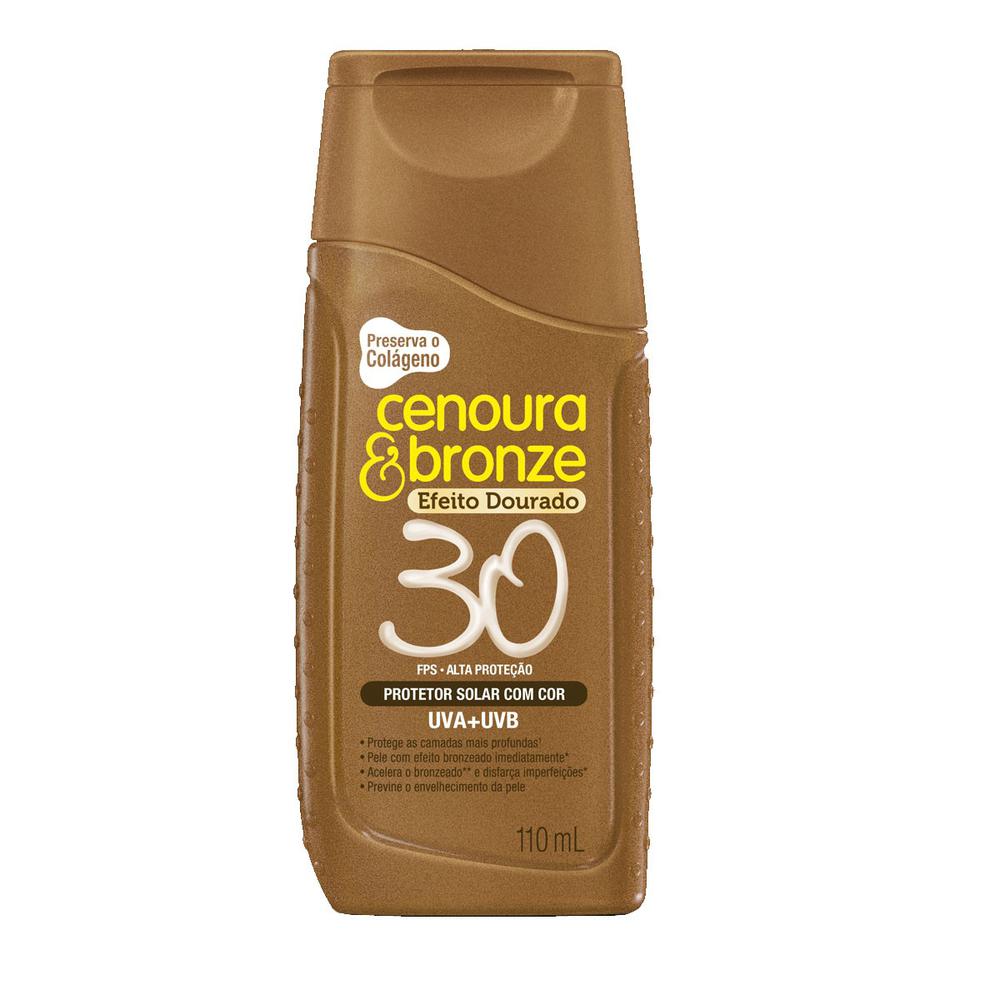 Preserva o
Colágeno
cenoura
&bronze
Efeito Dourado
30
FPS • ALTA PROTEÇÃO
PROTETOR SOLAR COM COR
UVA+UVB
• Protege as camadas mais profundas¹
• Pele com efeito bronzeado imediatamente*
• Acelera o bronzeado** e disfarça imperfeições*
• Previne o envelhecimento da pele
110 mL